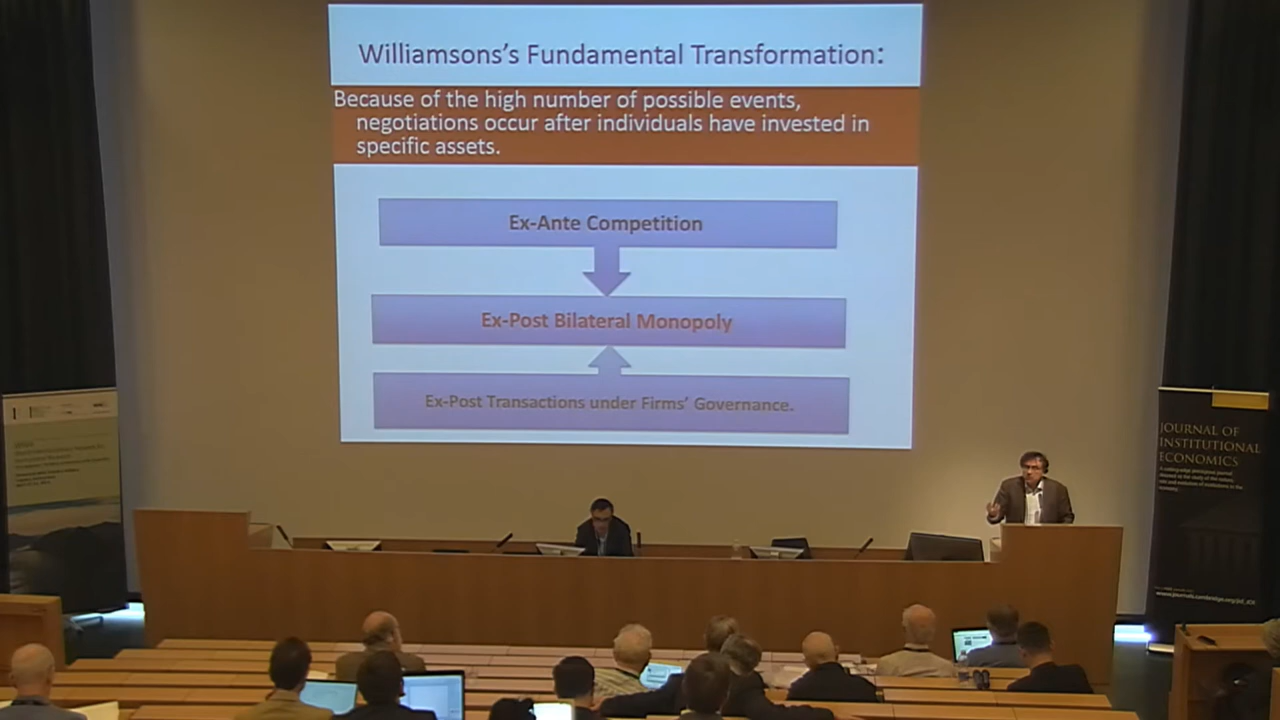 Williamsons's Fundamental Transformation:
Because of the high number of possible events,
negotiations occur after individuals have invested in
specific assets.
Ex-Ante Competition
Ex-Post Bilateral Monopoly
Ex-Post Transactions under Firms' Governance.
JOURNAL OF
INSTITUTIONAL
ECONOMICS